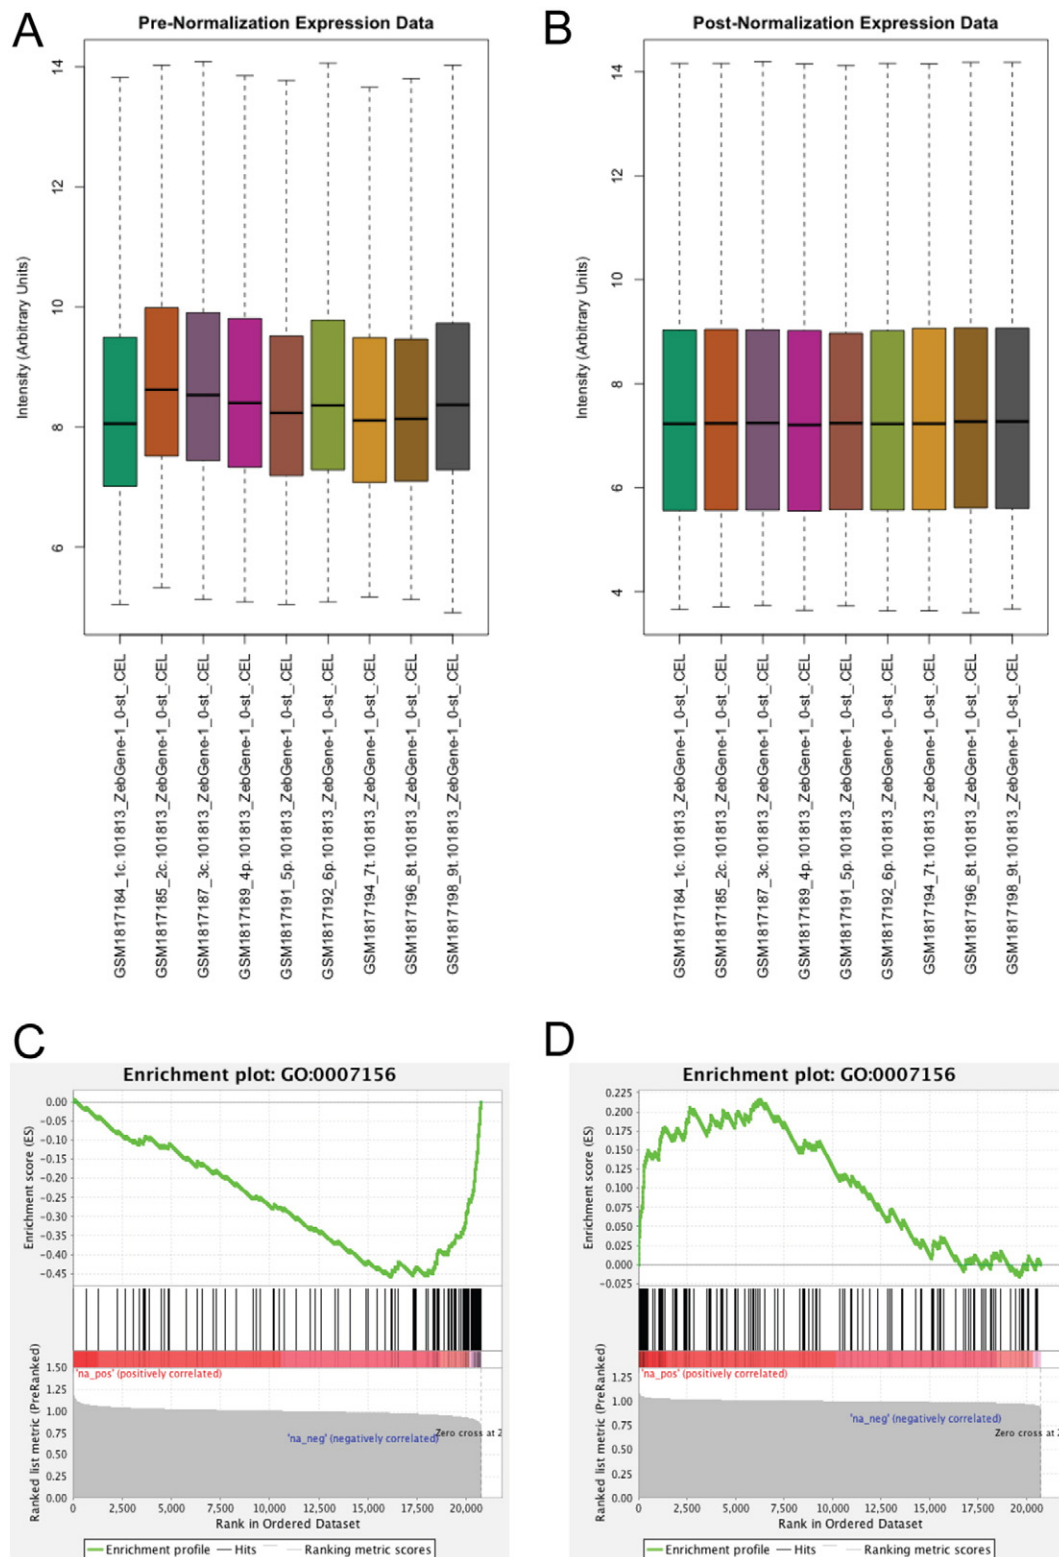 A
Pre-Normalization Expression Data
14
12
10
8
6
Intensity (Arbitrary Units)
GSM1817184_1c.101813_ZebGene-1_0-st_.CEL
GSM1817185_2c.101813_ZebGene-1_0-st_.CEL
GSM1817187_3c.101813_ZebGene-1_0-st_.CEL
GSM1817189_4p.101813_ZebGene-1_0-st_.CEL
GSM1817191_5p.101813_ZebGene-1_0-st_.CEL
GSM1817192_6p.101813_ZebGene-1_0-st_.CEL
GSM1817194_7t.101813_ZebGene-1_0-st_.CEL
GSM1817196_8t.101813_ZebGene-1_0-st_.CEL
GSM1817198_9t.101813_ZebGene-1_0-st_.CEL
B
Post-Normalization Expression Data
14
12
10
8
6
4
Intensity (Arbitrary Units)
GSM1817184_1c.101813_ZebGene-1_0-st_.CEL
GSM1817185_2c.101813_ZebGene-1_0-st_.CEL
GSM1817187_3c.101813_ZebGene-1_0-st_.CEL
GSM1817189_4p.101813_ZebGene-1_0-st_.CEL
GSM1817191_5p.101813_ZebGene-1_0-st_.CEL
GSM1817192_6p.101813_ZebGene-1_0-st_.CEL
GSM1817194_7t.101813_ZebGene-1_0-st_.CEL
GSM1817196_8t.101813_ZebGene-1_0-st_.CEL
GSM1817198_9t.101813_ZebGene-1_0-st_.CEL
C
Enrichment plot: GO:0007156
0.00
-0.05
-0.10
-0.15
-0.20
-0.25
-0.30
-0.35
-0.40
-0.45
Enrichment score (ES)
'na_pos' (positively correlated)
'na_neg' (negatively correlated)
Zero cross at 2
1.50
1.25
1.00
0.75
0.50
0.25
0.00
Ranked list metric (PreRanked)
0 2,500 5,000 7,500 10,000 12,500 15,000 17,500 20,000
Rank in Ordered Dataset
Enrichment profile Hits Ranking metric scores
D
Enrichment plot: GO:0007156
0.225
0.200
0.175
0.150
0.125
0.100
0.075
0.050
0.025
0.000
-0.025
Enrichment score (ES)
'na_pos' (positively correlated)
'na_neg' (negatively correlated)
Zero cross at 2
1.25
1.00
0.75
0.50
0.25
0.00
Ranked list metric (PreRanked)
0 2,500 5,000 7,500 10,000 12,500 15,000 17,500 20,000
Rank in Ordered Dataset
Enrichment profile Hits Ranking metric scores